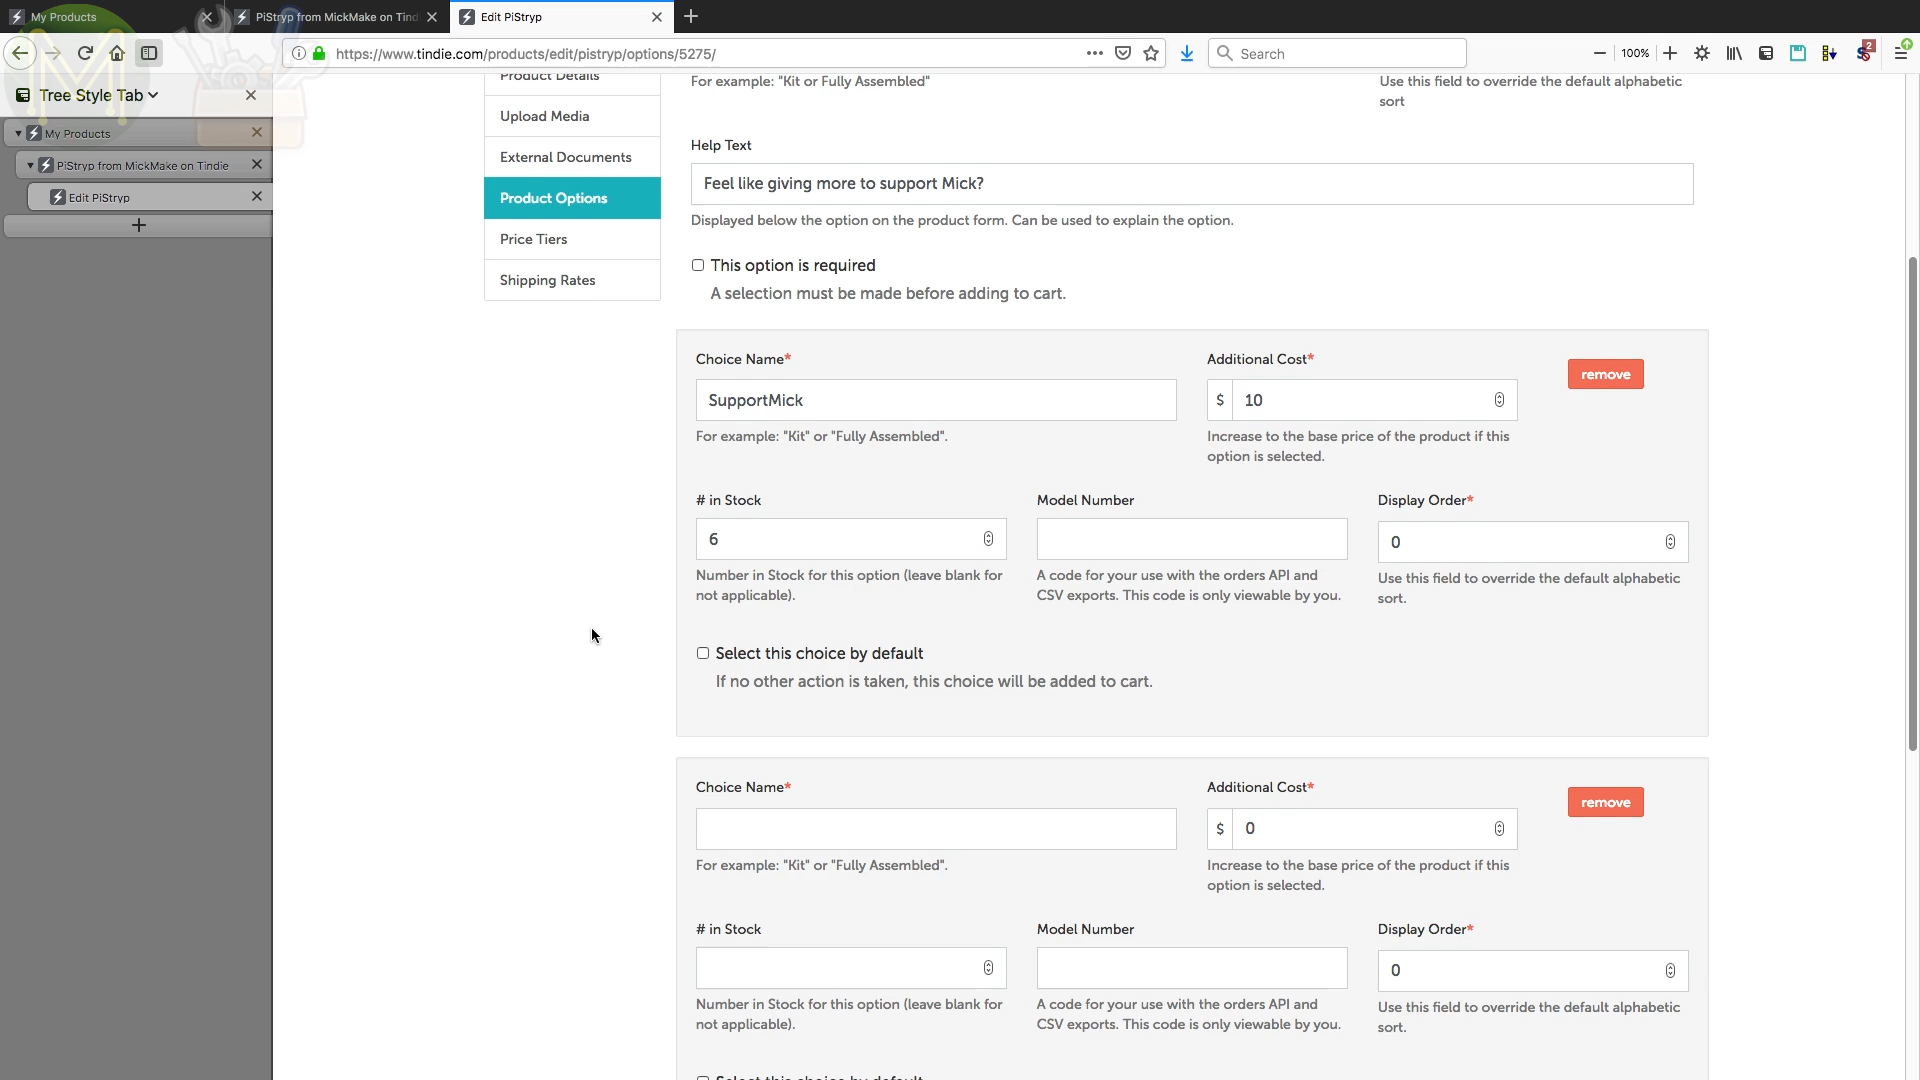 My Products
PiStryp from MickMake on Tind
Edit PiStryp
https://www.tindie.com/products/edit/pistryp/options/5275/
Search
100%
2
Tree Style Tab
My Products
PiStryp from MickMake on Tindie
Edit PiStryp
Product Details
Upload Media
External Documents
Product Options
Price Tiers
Shipping Rates
For example: "Kit or Fully Assembled"
Use this field to override the default alphabetic
sort
Help Text
Feel like giving more to support Mick?
Displayed below the option on the product form. Can be used to explain the option.
This option is required
A selection must be made before adding to cart.
Choice Name*
Additional Cost*
remove
SupportMick
$ 10
For example: "Kit" or "Fully Assembled".
Increase to the base price of the product if this
option is selected.
# in Stock
Model Number
Display Order*
6
0
Number in Stock for this option (leave blank for
not applicable).
A code for your use with the orders API and
CSV exports. This code is only viewable by you.
Use this field to override the default alphabetic
sort.
Select this choice by default
If no other action is taken, this choice will be added to cart.
Choice Name*
Additional Cost*
remove
$ 0
For example: "Kit" or "Fully Assembled".
Increase to the base price of the product if this
option is selected.
# in Stock
Model Number
Display Order*
0
Number in Stock for this option (leave blank for
not applicable).
A code for your use with the orders API and
CSV exports. This code is only viewable by you.
Use this field to override the default alphabetic
sort.
Select this choice by default